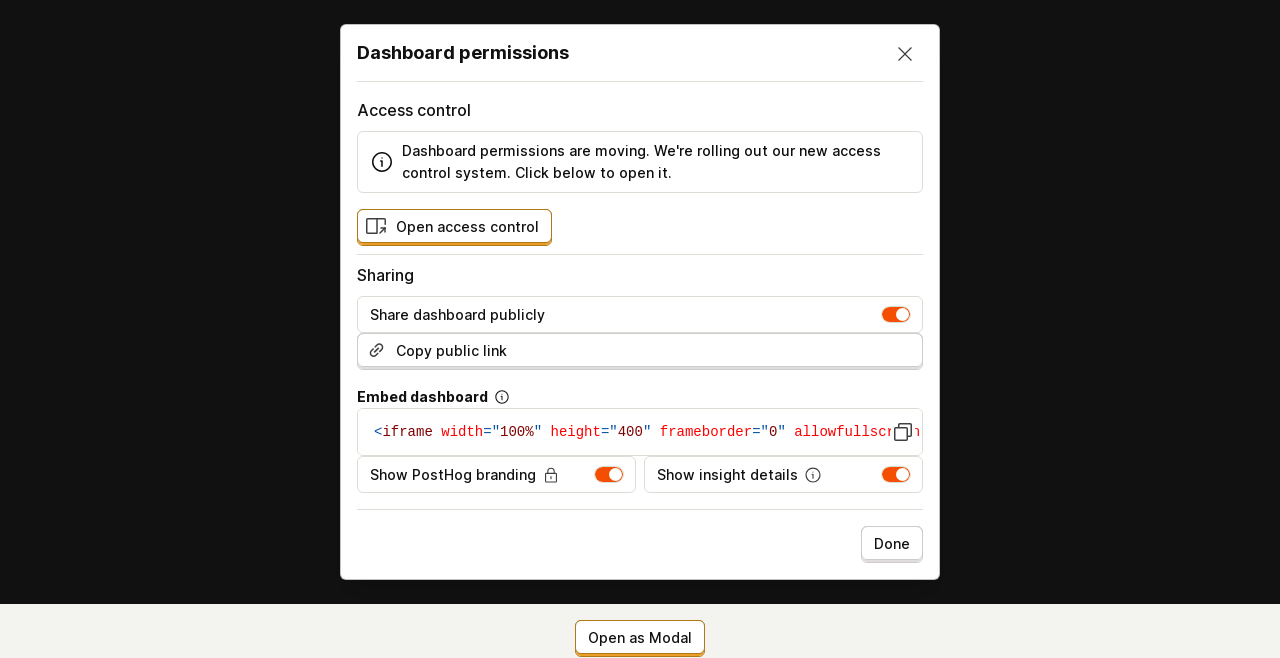 Dashboard permissions
Access control
Dashboard permissions are moving. We're rolling out our new access
control system. Click below to open it.
Open access control
Sharing
Share dashboard publicly
Copy public link
Embed dashboard
<iframe width="100%" height="400" frameborder="0" allowfullscr
Show PostHog branding
Show insight details
Done
Open as Modal